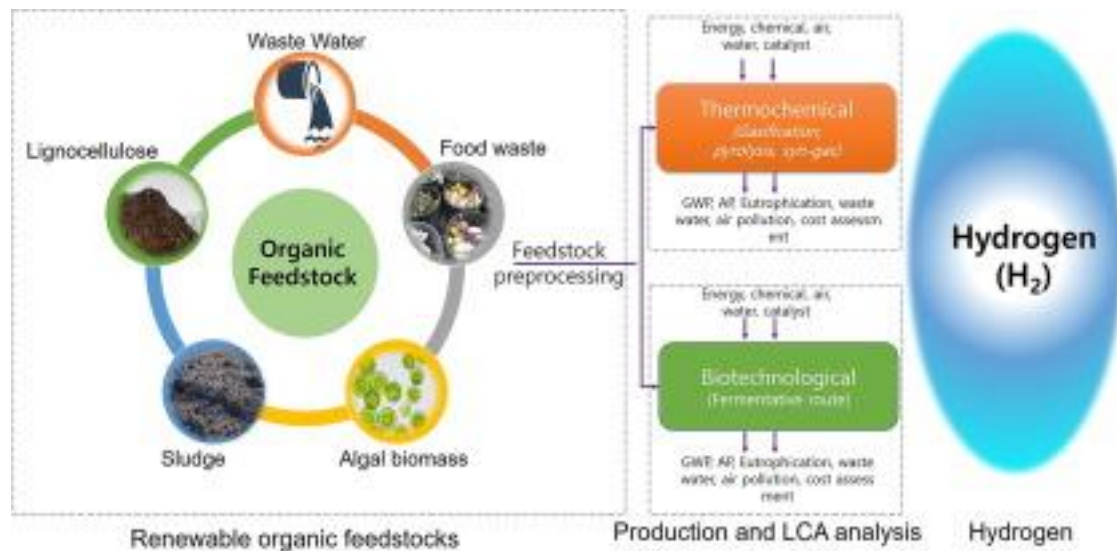 Waste Water
Lignocellulose
Food waste
Organic
Feedstock
Sludge
Algal biomass
Renewable organic feedstocks
Feedstock
preprocessing
Energy, chemical, air,
water, catalyst
Thermochemical
(Gasification;
pyrolysis, syn-gas)
GWP, AP, Eutrophication, waste
water, air pollution, cost assessm
ent
Energy, chemical, air,
water, catalyst
Biotechnological
(Fermentative route)
GWP, AP, Eutrophication, waste
water, air pollution, cost assess
ment
Production and LCA analysis
Hydrogen
(H₂)
Hydrogen